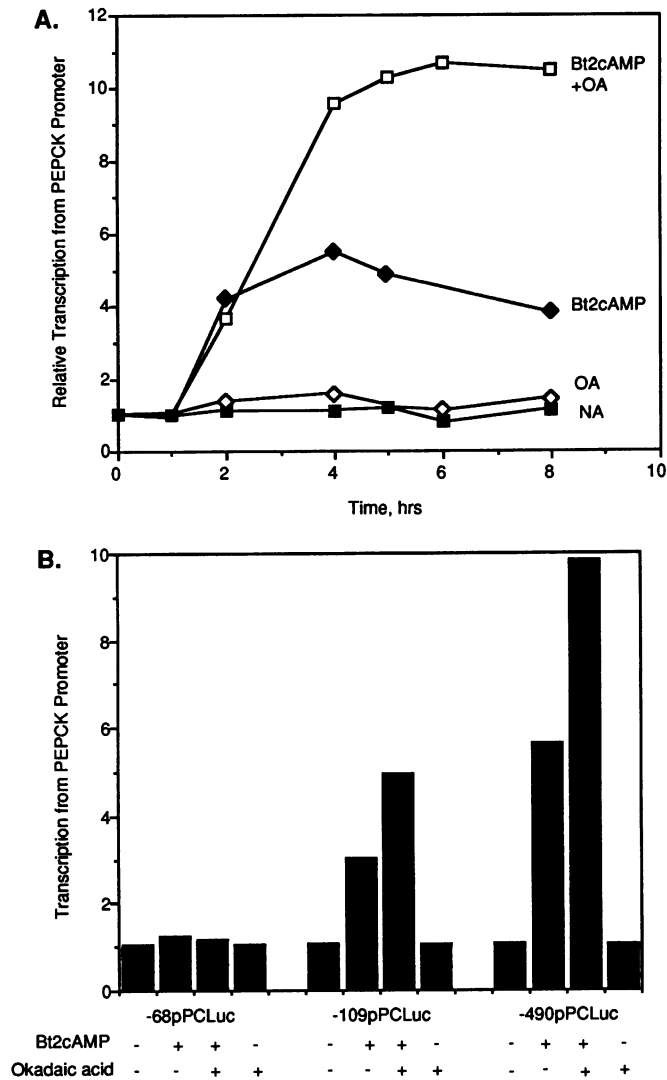 A.
Relative Transcription from PEPCK Promoter
12
10
8
6
4
2
0
Bt2cAMP
+OA
Bt2cAMP
OA
NA
0 2 4 6 8 10
Time, hrs
B.
Transcription from PEPCK Promoter
10
8
6
4
2
0
-68pPCLuc -109pPCLuc -490pPCLuc
Bt2cAMP - + + - - + + - - + + -
Okadaic acid - - + + - - + + - - + +